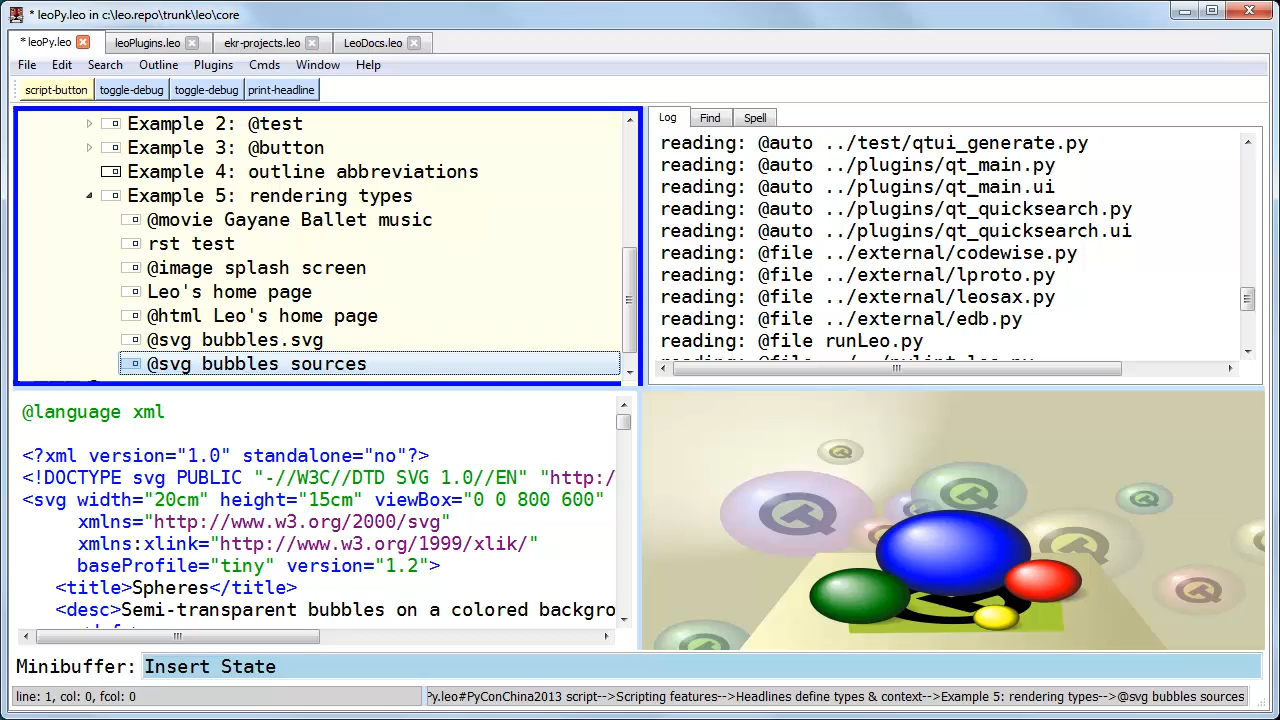 * leoPy.leo in c:\leo.repo\trunk\leo\core
* leoPy.leo
leoPlugins.leo
ekr-projects.leo
LeoDocs.leo
File Edit Search Outline Plugins Cmds Window Help
script-button toggle-debug toggle-debug print-headline
Example 2: @test
Example 3: @button
Example 4: outline abbreviations
Example 5: rendering types
@movie Gayane Ballet music
rst test
@image splash screen
Leo's home page
@html Leo's home page
@svg bubbles.svg
@svg bubbles sources
Log Find Spell
reading: @auto ../test/qtui_generate.py
reading: @auto ../plugins/qt_main.py
reading: @auto ../plugins/qt_main.ui
reading: @auto ../plugins/qt_quicksearch.py
reading: @auto ../plugins/qt_quicksearch.ui
reading: @file ../external/codewise.py
reading: @file ../external/lproto.py
reading: @file ../external/leosax.py
reading: @file ../external/edb.py
reading: @file runLeo.py
@language xml
<?xml version="1.0" standalone="no"?>
<!DOCTYPE svg PUBLIC "-//W3C//DTD SVG 1.0//EN" "http:/
<svg width="20cm" height="15cm" viewBox="0 0 800 600"
xmlns="http://www.w3.org/2000/svg"
xmlns:xlink="http://www.w3.org/1999/xlik/"
baseProfile="tiny" version="1.2">
<title>Spheres</title>
<desc>Semi-transparent bubbles on a colored backgro
Minibuffer: Insert State
line: 1, col: 0, fcol: 0
Py.leo#PyConChina2013 script-->Scripting features-->Headlines define types & context-->Example 5: rendering types-->@svg bubbles sources